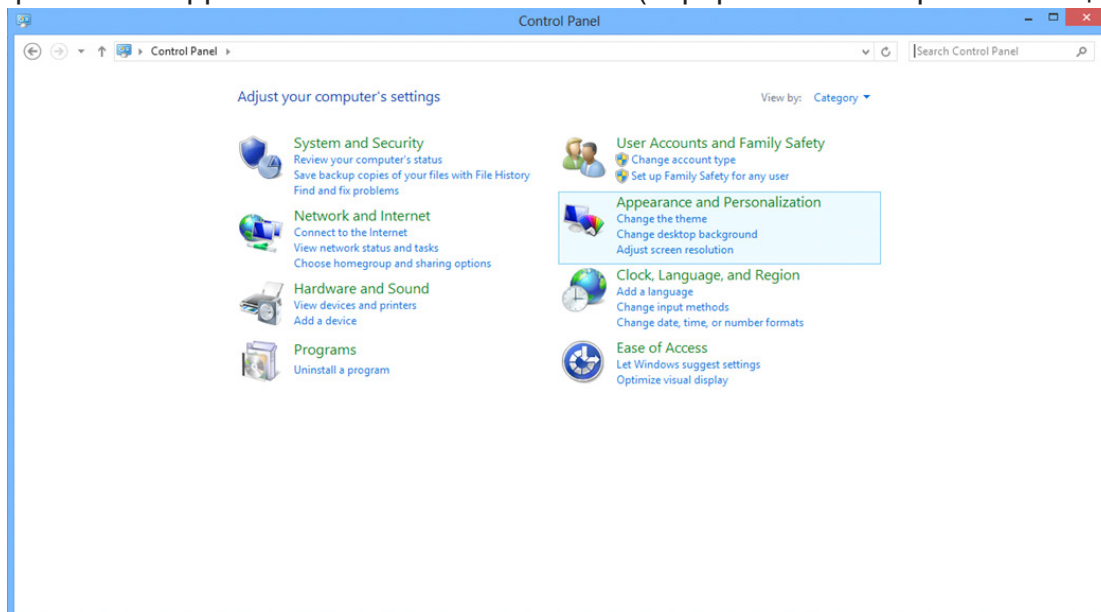 Control Panel
Control Panel
Search Control Panel
Adjust your computer's settings
View by: Category
System and Security
Review your computer's status
Save backup copies of your files with File History
Find and fix problems
Network and Internet
Connect to the Internet
View network status and tasks
Choose homegroup and sharing options
Hardware and Sound
View devices and printers
Add a device
Programs
Uninstall a program
User Accounts and Family Safety
Change account type
Set up Family Safety for any user
Appearance and Personalization
Change the theme
Change desktop background
Adjust screen resolution
Clock, Language, and Region
Add a language
Change input methods
Change date, time, or number formats
Ease of Access
Let Windows suggest settings
Optimize visual display